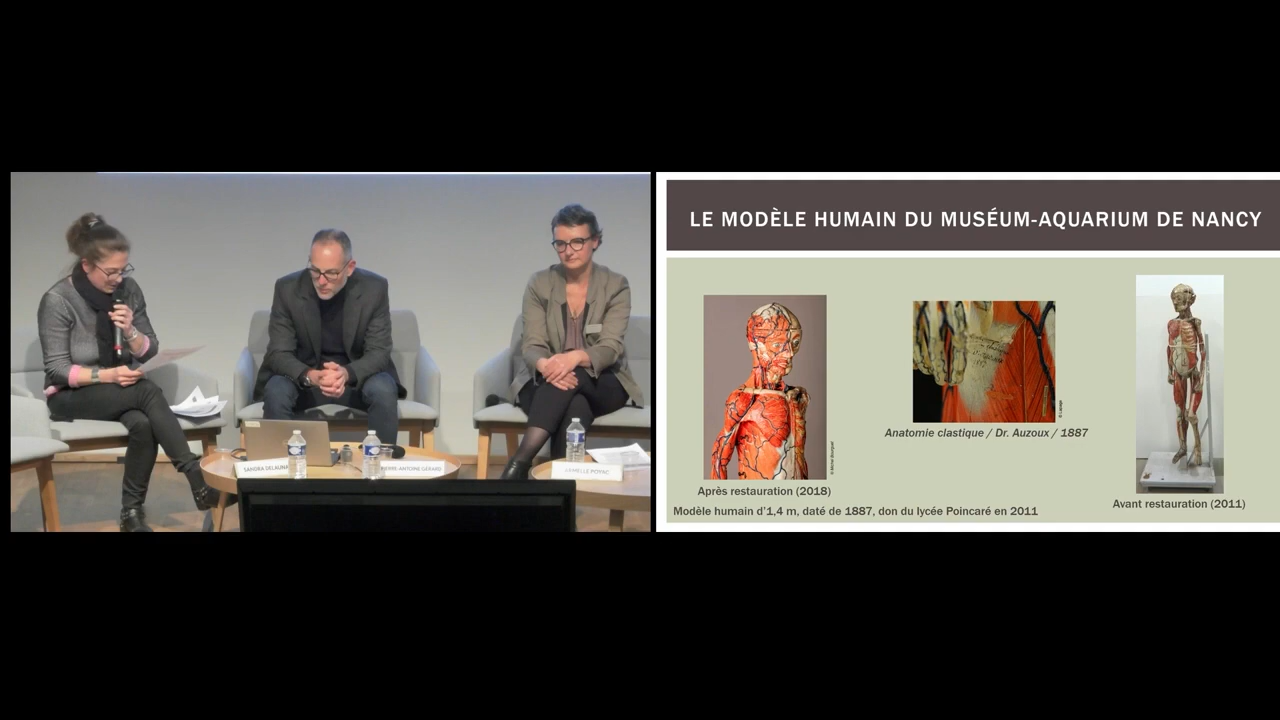 SANDRA DELAUNA
PIERRE-ANTOINE GÉRARD
LE MODÈLE HUMAIN DU MUSÉUM-AQUARIUM DE NANCY
Anatomie clastique / Dr. Auzoux / 1887
Après restauration (2018)
Avant restauration (2011)
Modèle humain d'1,4 m, daté de 1887, don du lycée Poincaré en 2011